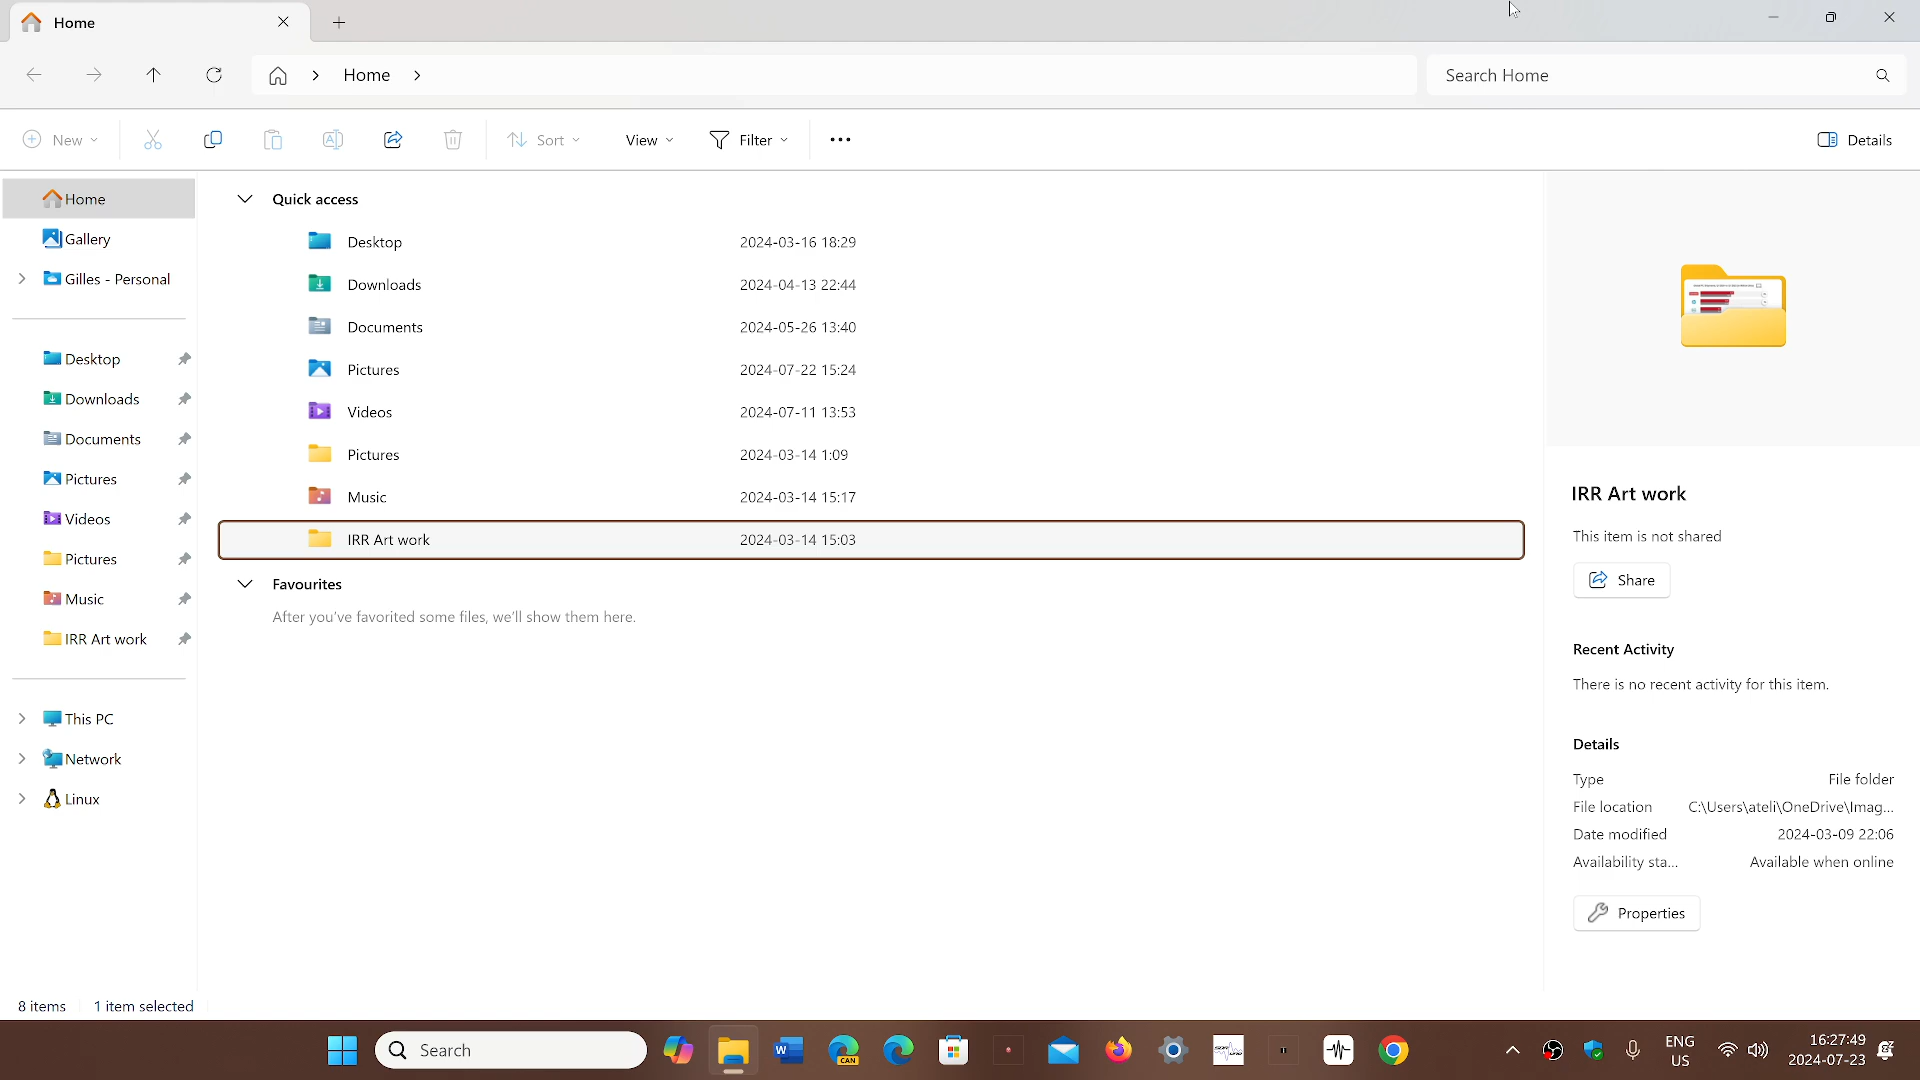 Home
Home
Search Home
New
Sort
View
Filter
Details
Home
Gallery
Gilles - Personal
Desktop
Downloads
Documents
Pictures
Videos
Pictures
Music
IRR Art work
This PC
Network
Linux
Quick access
Desktop 2024-03-16 18:29
Downloads 2024-04-13 22:44
Documents 2024-05-26 13:40
Pictures 2024-07-22 15:24
Videos 2024-07-11 13:53
Pictures 2024-03-14 1:09
Music 2024-03-14 15:17
IRR Art work 2024-03-14 15:03
Favourites
After you've favorited some files, we'll show them here.
IRR Art work
This item is not shared
Share
Recent Activity
There is no recent activity for this item.
Details
Type File folder
File location C:\Users\ateli\OneDrive\Imag...
Date modified 2024-03-09 22:06
Availability sta... Available when online
Properties
8 items 1 item selected
Search
W
CAN
ENG
US
16:27:49
2024-07-23